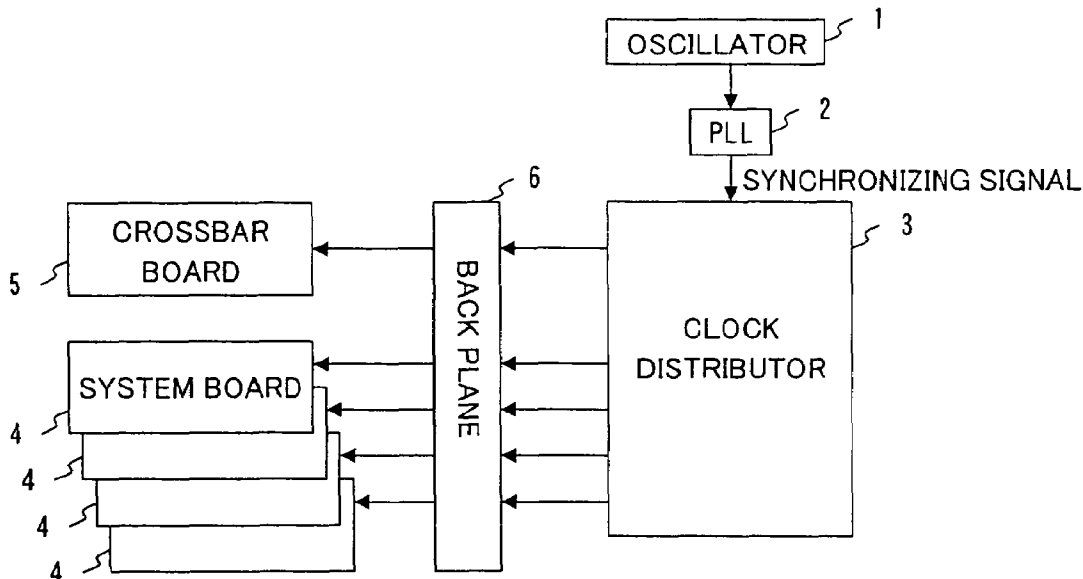 OSCILLATOR
1
PLL
2
SYNCHRONIZING SIGNAL
6
3
CROSSBAR
BOARD
5
BACK PLANE
CLOCK
DISTRIBUTOR
SYSTEM BOARD
4
4
4
4